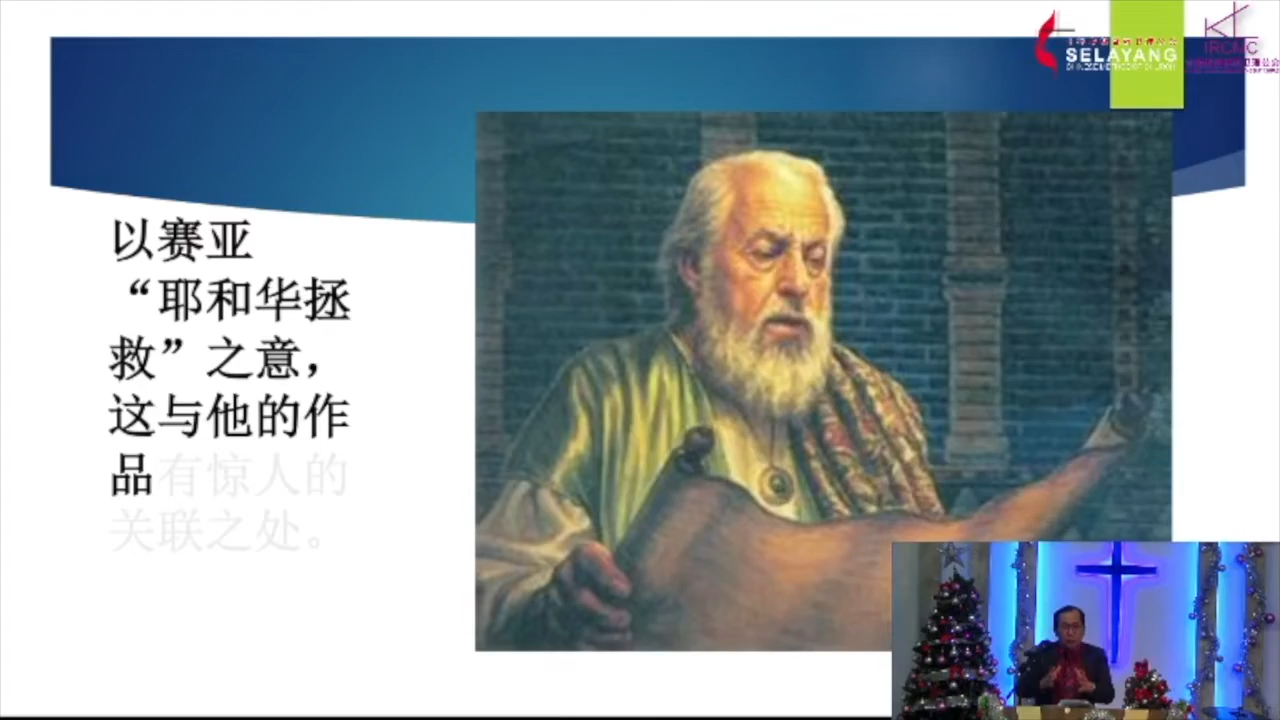 以赛亚
“耶和华拯
救”之意，
这与他的作
品有惊人的
关联之处。
SELAYANG